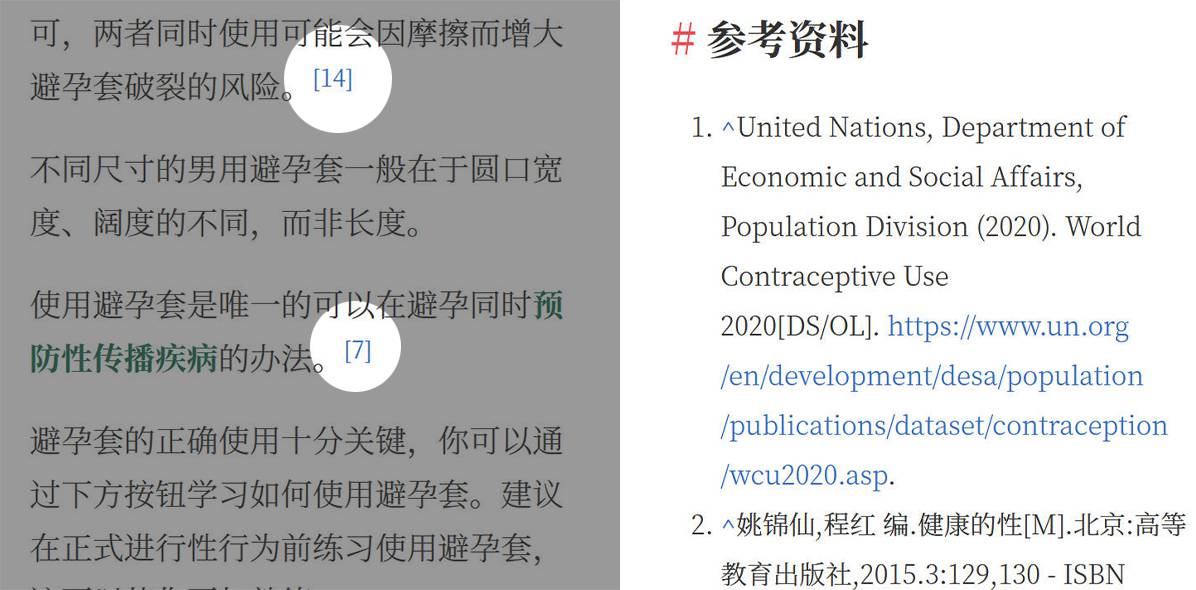 可，两者同时使用可能会因摩擦而增大
避孕套破裂的风险。[14]
不同尺寸的男用避孕套一般在于圆口宽
度、阔度的不同，而非长度。
使用避孕套是唯一的可以在避孕同时预
防性传播疾病的办法。[7]
避孕套的正确使用十分关键，你可以通
过下方按钮学习如何使用避孕套。建议
在正式进行性行为前练习使用避孕套，
# 参考资料
1. ^United Nations, Department of
Economic and Social Affairs,
Population Division (2020). World
Contraceptive Use
2020[DS/OL]. https://www.un.org
/en/development/desa/population
/publications/dataset/contraception
/wcu2020.asp.
2. ^姚锦仙,程红 编.健康的性[M].北京:高等
教育出版社,2015.3:129,130 - ISBN